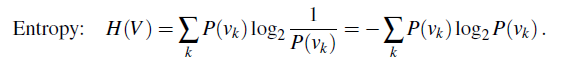 Entropy: H(V) = ∑_k P(v_k) log_2 1/P(v_k) = −∑_k P(v_k) log_2 P(v_k).